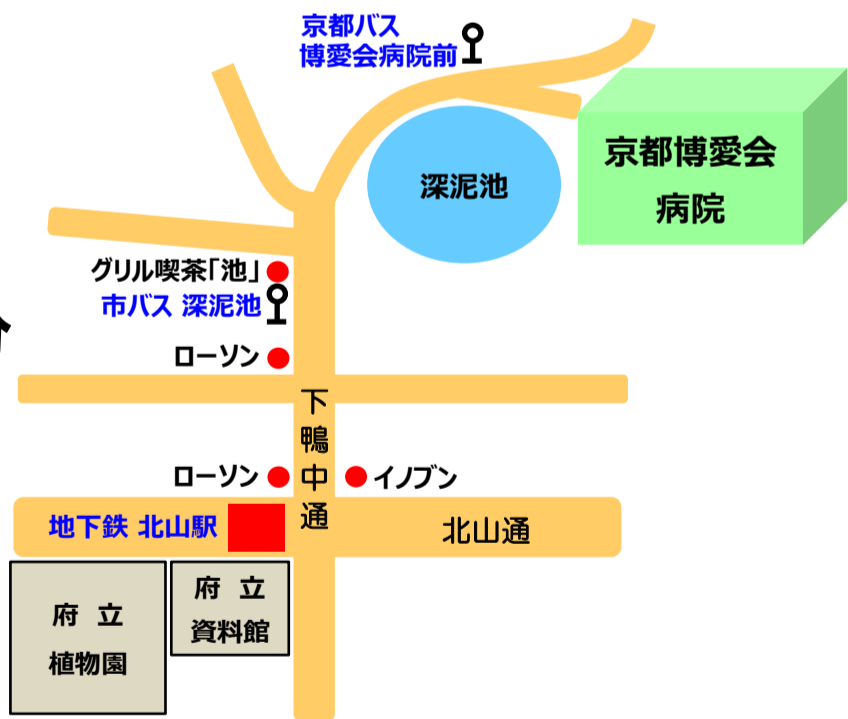 京都バス
博愛会病院前
京都博愛会
病院
深泥池
グリル喫茶「池」
市バス 深泥池
ローソン
下鴨中通
ローソン
イノブン
地下鉄 北山駅
北山通
府 立
資料館
府 立
植物園